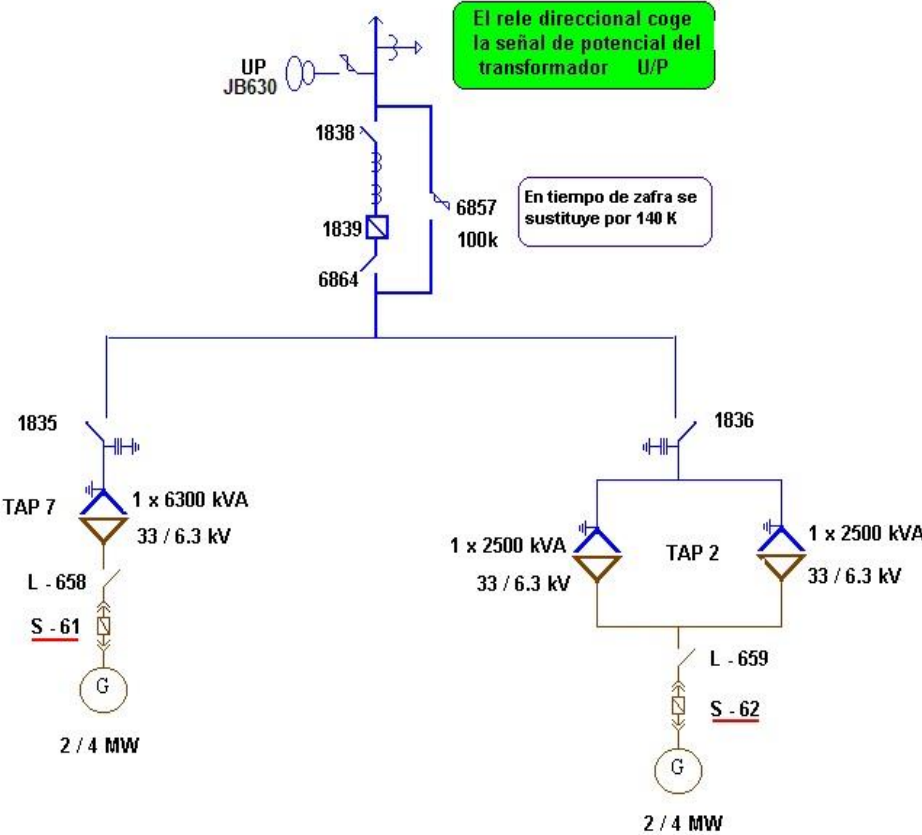 El rele direccional coge
la señal de potencial del
transformador U/P
UP
JB630
1838
En tiempo de zafra se
sustituye por 140 K
6857
1839
100k
6864
1835
1836
TAP 7
1 x 6300 kVA
33 / 6.3 kV
1 x 2500 kVA
TAP 2
1 x 2500 kVA
33 / 6.3 kV
33 / 6.3 kV
L - 658
S - 61
G
2 / 4 MW
L - 659
S - 62
G
2 / 4 MW